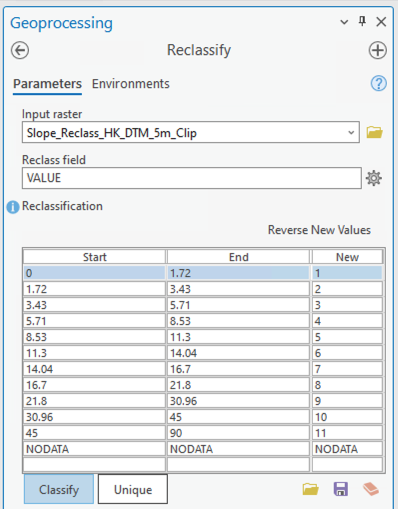 Geoprocessing
Reclassify
Parameters Environments
Input raster
Slope_Reclass_HK_DTM_5m_Clip
Reclass field
VALUE
Reclassification
Reverse New Values
Start End New
0 1.72 1
1.72 3.43 2
3.43 5.71 3
5.71 8.53 4
8.53 11.3 5
11.3 14.04 6
14.04 16.7 7
16.7 21.8 8
21.8 30.96 9
30.96 45 10
45 90 11
NODATA NODATA NODATA
Classify Unique